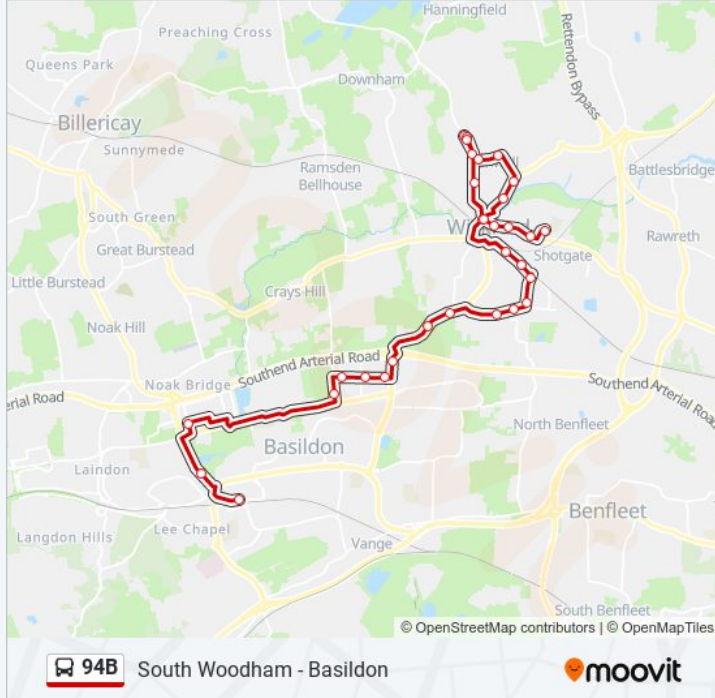 Hanningfield
Preaching Cross
Rettendon Bypass
Queens Park
Downham
Billericay
Sunnymede
Ramsden
Bellhouse
Battlesbridge
South Green
Great Burstead
Rawreth
Shotgate
Little Burstead
Crays Hill
Noak Hill
Southend Arterial Road
Noak Bridge
Southend Arterial Road
erial Road
North Benfleet
Basildon
Laindon
Benfleet
Langdon Hills
Lee Chapel
Vange
South Benfleet
© OpenStreetMap contributors | © OpenMapTiles
94B South Woodham - Basildon
moovit